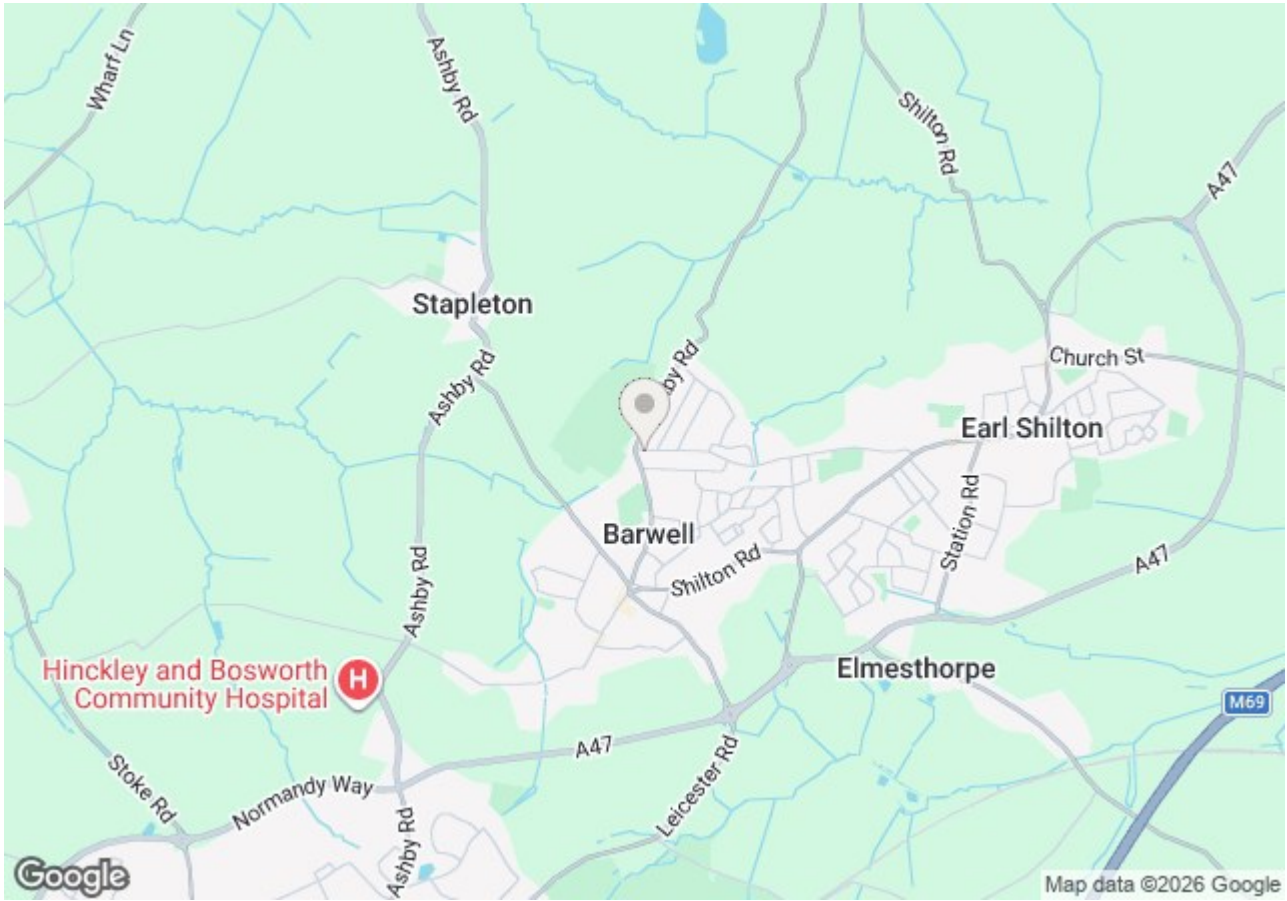 Wharf Ln
Ashby Rd
Shilton Rd
A47
Stapleton
Church St
by Rd
Ashby Rd
Earl Shilton
Barwell
Station Rd
Shilton Rd
A47
Ashby Rd
Hinckley and Bosworth
Community Hospital
H
Elmesthorpe
M69
A47
Leicester Rd
Stoke Rd
Normandy Way
Ashby Rd
Google
Map data ©2026 Google